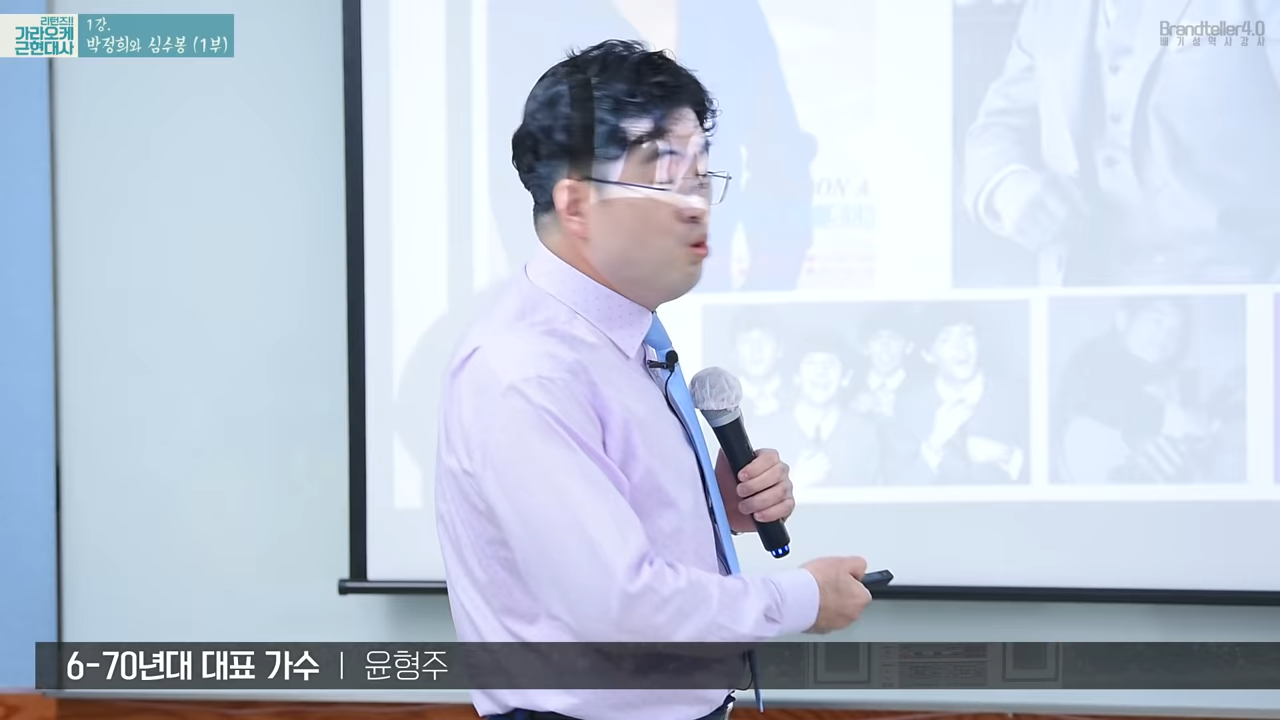 리턴즈!!
가라오케
근현대사
1강.
박정희와 심수봉 (1부)
Brandteller4.0
배기성역사강사
ON A
6-70년대 대표 가수 | 윤형주